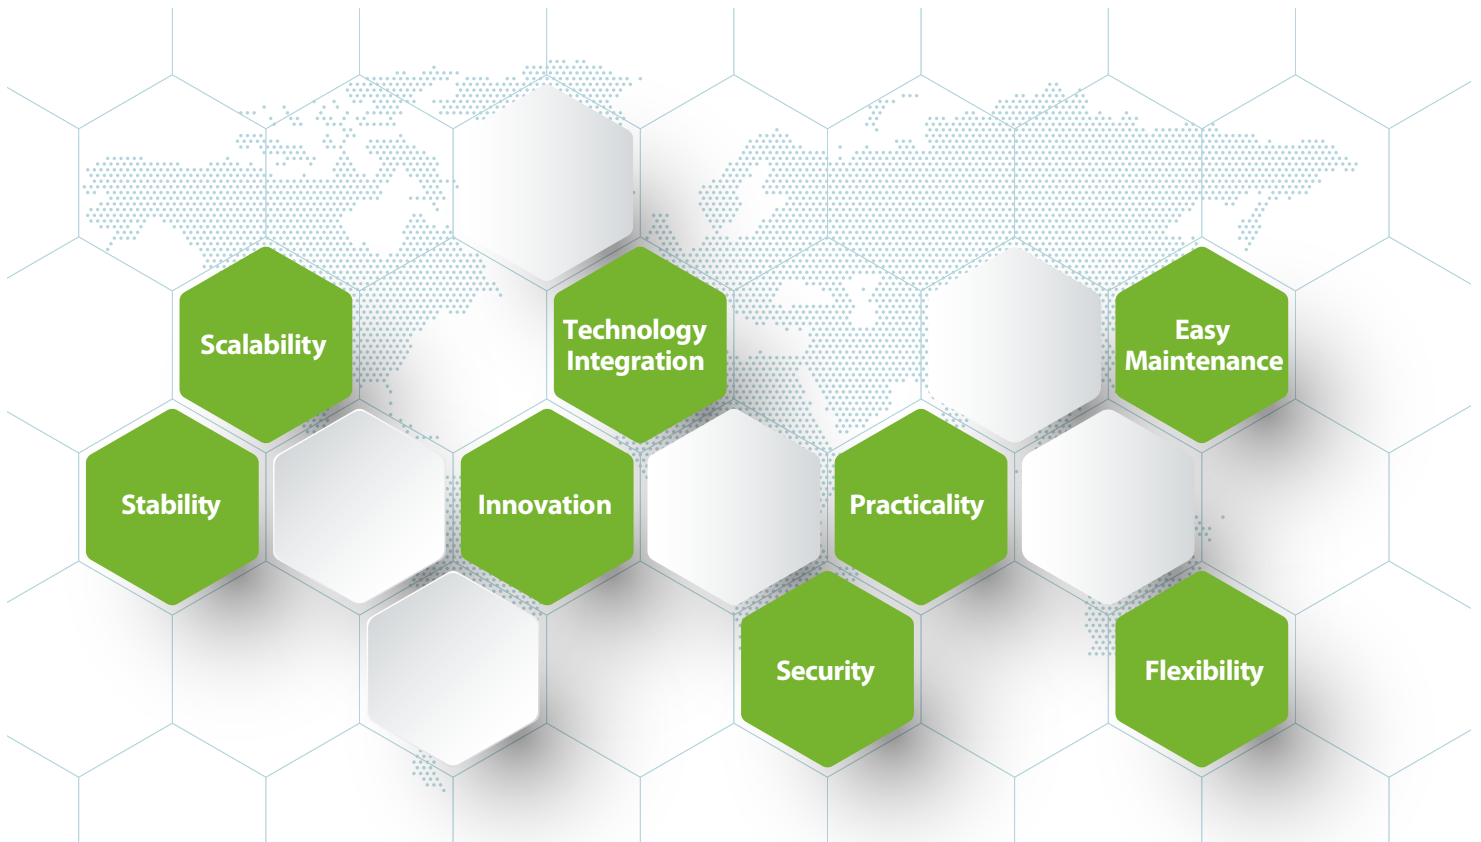 Scalability
Technology
Integration
Easy
Maintenance
Stability
Innovation
Practicality
Security
Flexibility